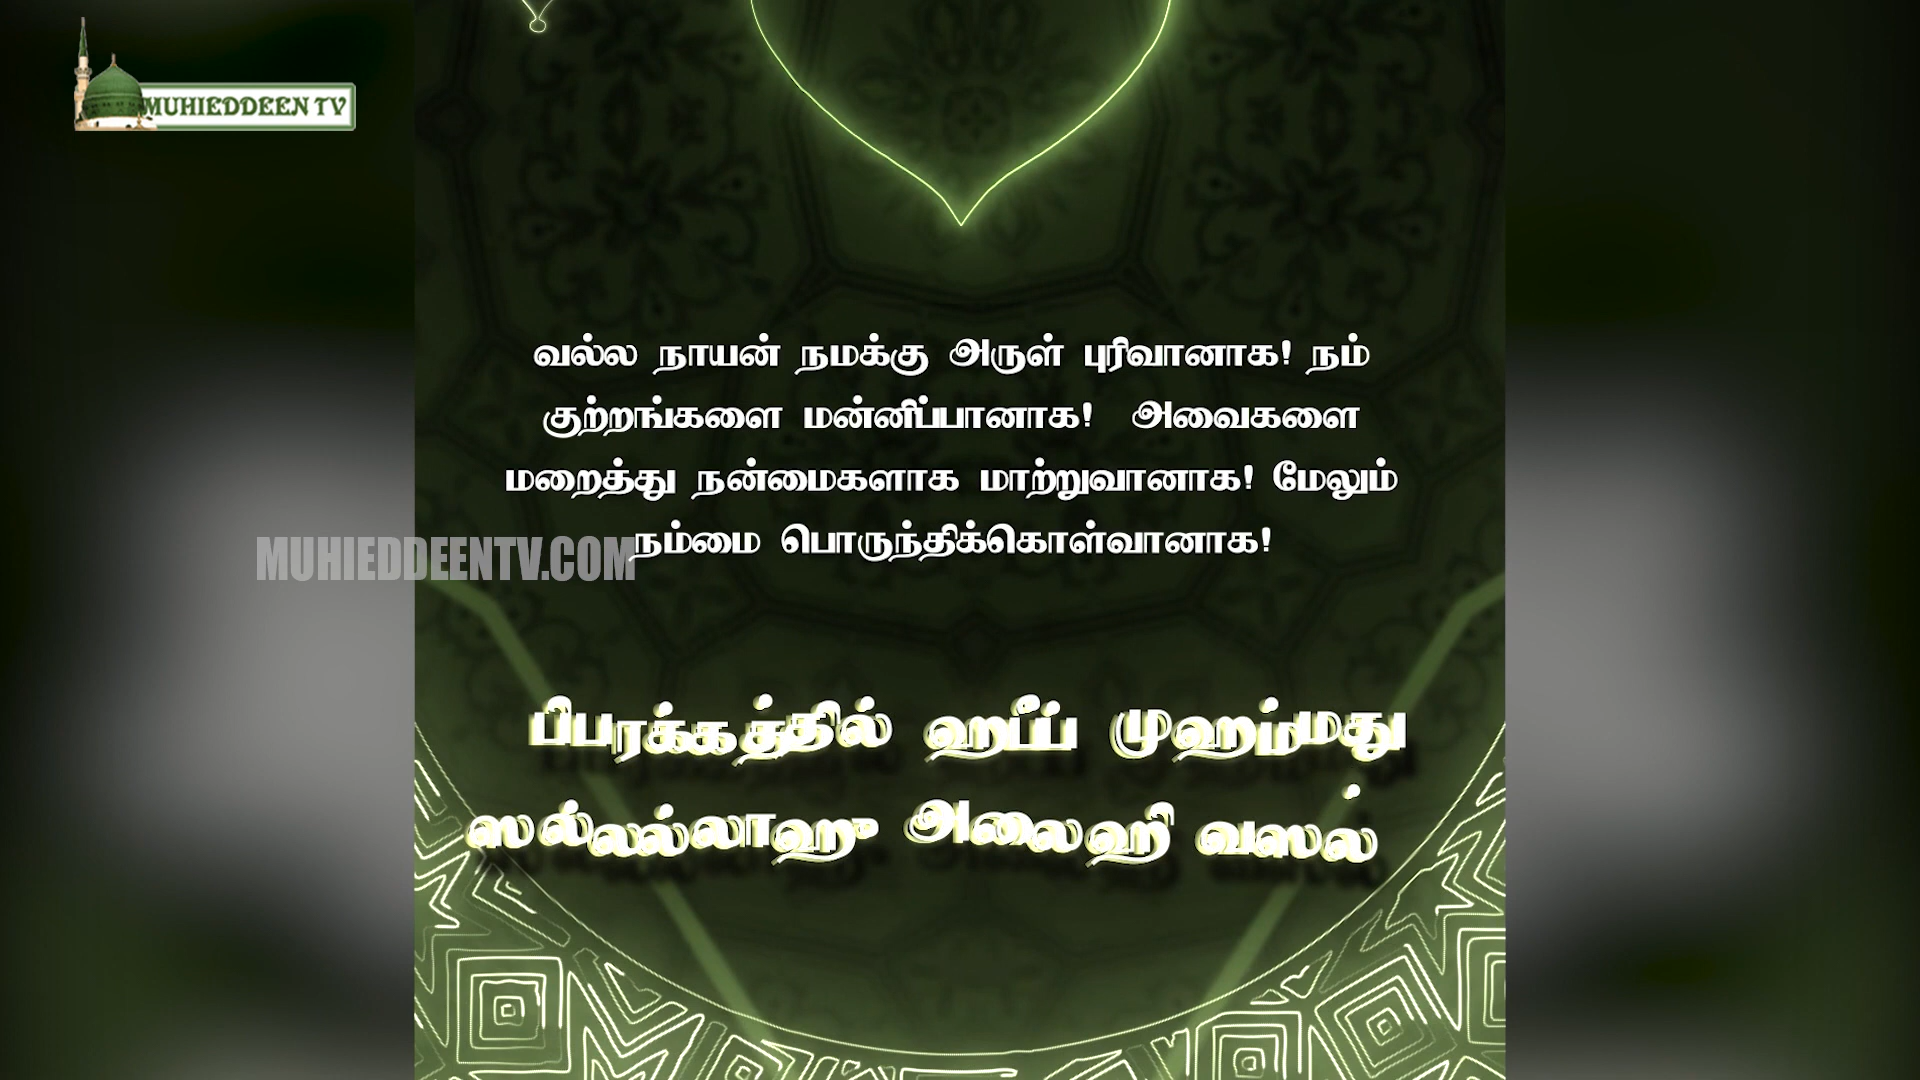 MUHIEDDEEN TV
வல்ல நாயன் நமக்கு அருள் புரிவானாக! நம்
குற்றங்களை மன்னிப்பானாக! அவைகளை
மறைத்து நன்மைகளாக மாற்றுவானாக! மேலும்
நம்மை பொருந்திக்கொள்வானாக!
MUHIEDDEENTV.COM
பிபரக்கத்தில் ஹபீப் முஹம்மது
ஸல்லல்லாஹு அலைஹி வஸல்